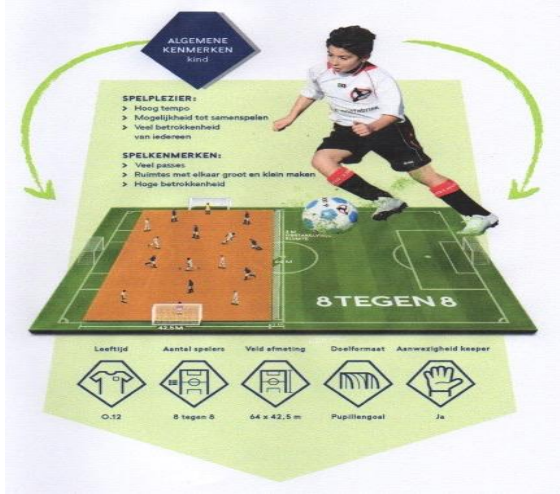 ALGEMENE
KENMERKEN
kind
SPELPLEZIER:
> Hoog tempo
> Mogelijkheid tot samenspelen
> Veel betrokkenheid
van iedereen
SPELKENMERKEN:
> Veel passes
> Ruimtes met elkaar groot en klein maken
> Hoge betrokkenheid
8 TEGEN 8
42,5 M
Leeftijd
Aantal spelers
Veld afmeting
Doelformaat
Aanwezigheid keeper
O.12
8 tegen 8
64 x 42,5 m
Pupillengoal
Ja